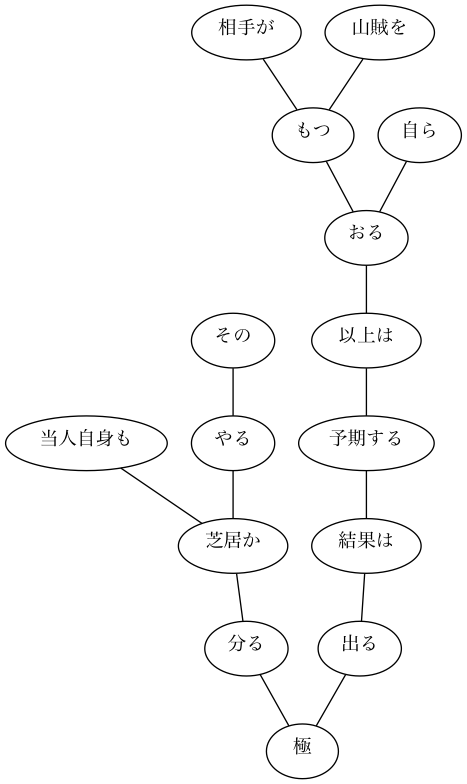 相手が
山賊を
もつ
自ら
おる
その
以上は
当人自身も
やる
予期する
芝居か
結果は
分る
出る
極